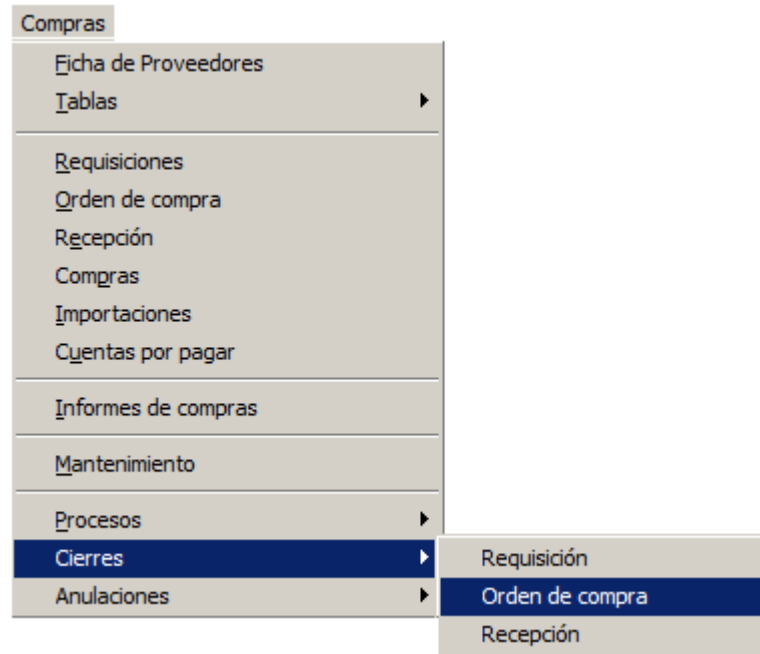 Compras
Ficha de Proveedores
Tablas
Requisiciones
Orden de compra
Recepción
Compras
Importaciones
Cuentas por pagar
Informes de compras
Mantenimiento
Procesos
Cierres
Requisición
Anulaciones
Orden de compra
Recepción